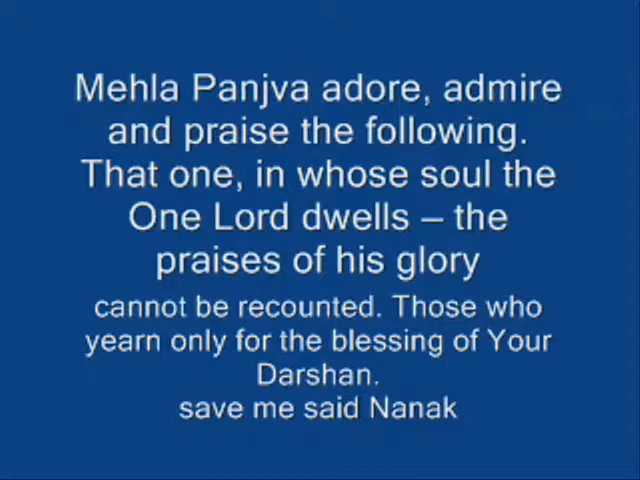 Mehla Panjva adore, admire
and praise the following.
That one, in whose soul the
One Lord dwells – the
praises of his glory
cannot be recounted. Those who
yearn only for the blessing of Your
Darshan.
save me said Nanak